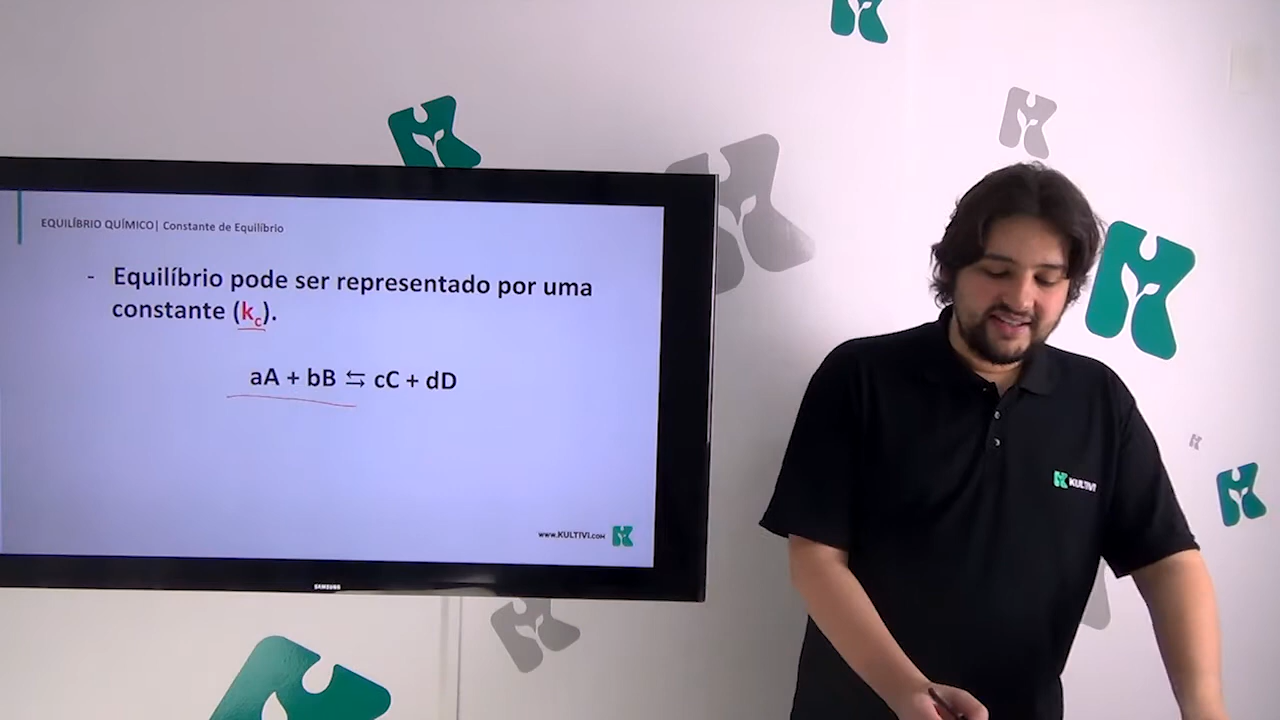 EQUILÍBRIO QUÍMICO| Constante de Equilíbrio
- Equilíbrio pode ser representado por uma
constante (kc).
aA + bB ⇆ cC + dD
www.KULTIVI.COM
SAMSUNG
KULTIVI